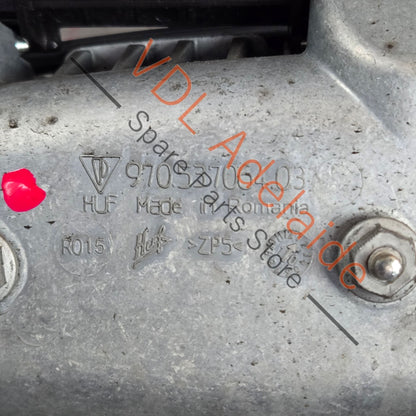 VDL Adelaide
Spare Parts Store
970537064 03
HUF Made in Romania
R015 Huf >ZP5<